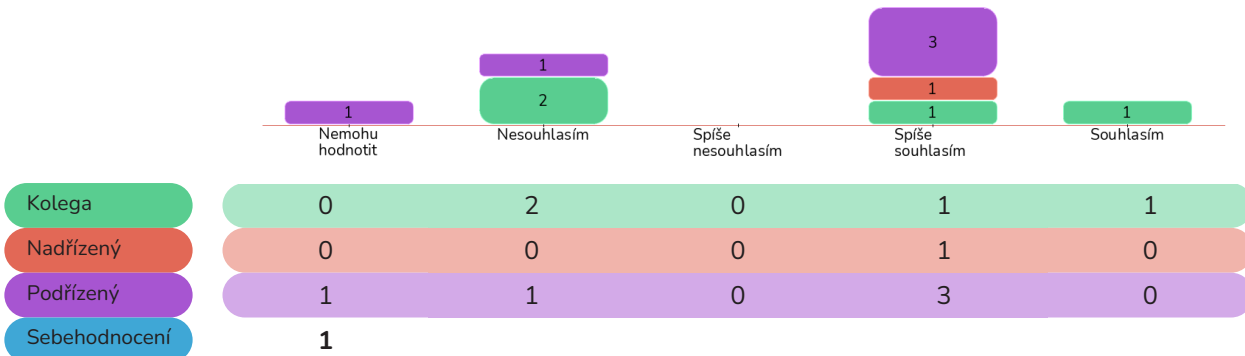 3
1 1
1 2 1 1
Nemohu hodnotit
Nesouhlasím
Spíše nesouhlasím
Spíše souhlasím
Souhlasím
Kolega 0 2 0 1 1
Nadřízený 0 0 0 1 0
Podřízený 1 1 0 3 0
Sebehodnocení 1